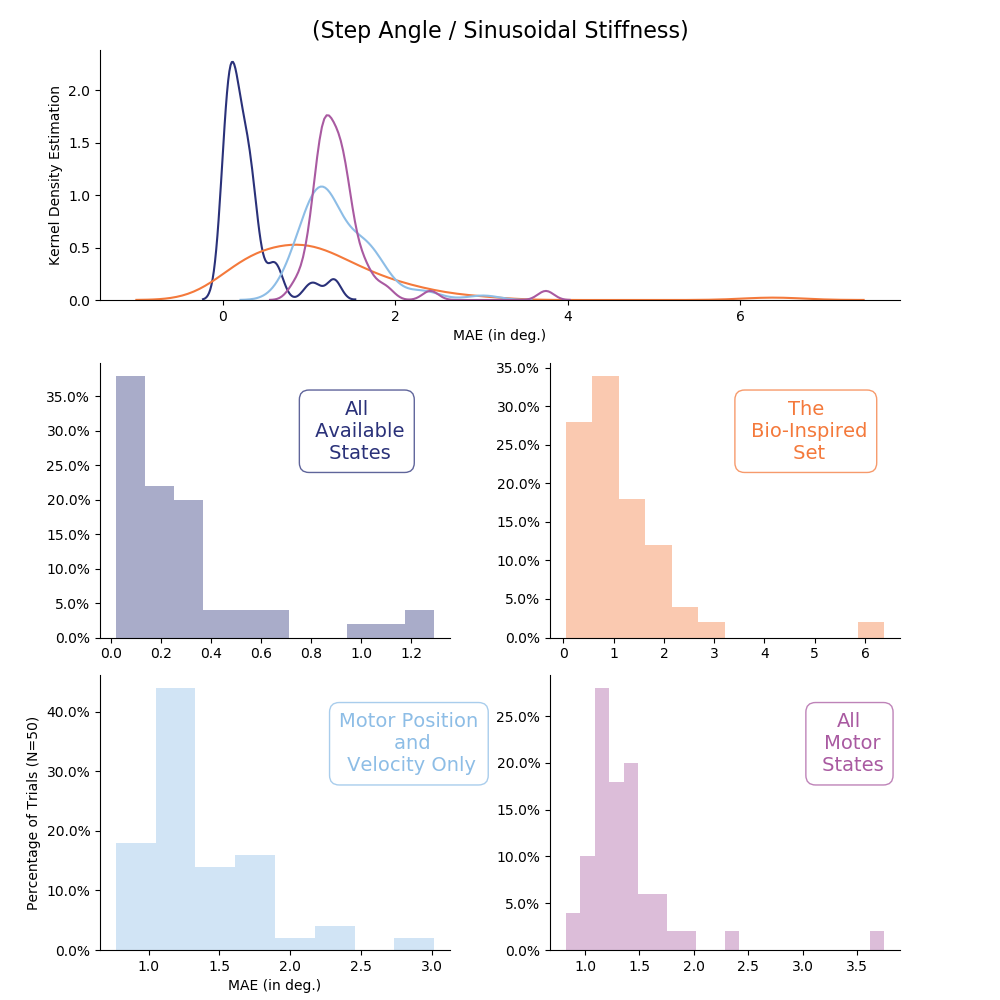 (Step Angle / Sinusoidal Stiffness)
Kernel Density Estimation
2.0
1.5
1.0
0.5
0.0
0 2 4 6
MAE (in deg.)
35.0%
30.0%
25.0%
20.0%
15.0%
10.0%
5.0%
0.0%
All
Available
States
0.0 0.2 0.4 0.6 0.8 1.0 1.2
35.0%
30.0%
25.0%
20.0%
15.0%
10.0%
5.0%
0.0%
The
Bio-Inspired
Set
0 1 2 3 4 5 6
Percentage of Trials (N=50)
40.0%
30.0%
20.0%
10.0%
0.0%
Motor Position
and
Velocity Only
1.0 1.5 2.0 2.5 3.0
MAE (in deg.)
25.0%
20.0%
15.0%
10.0%
5.0%
0.0%
All
Motor
States
1.0 1.5 2.0 2.5 3.0 3.5